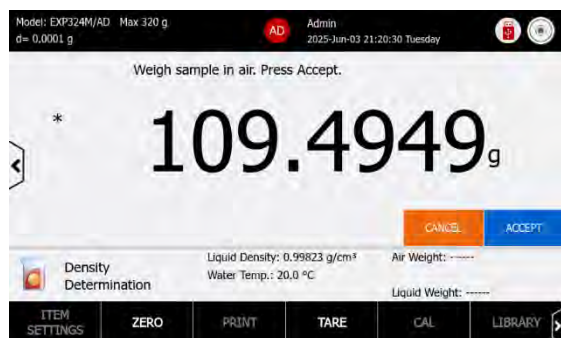 Model: EXP324M/AD Max 320 g
d= 0.0001 g
AD
Admin
2025-Jun-03 21:20:30 Tuesday
Weigh sample in air. Press Accept.
* 109.4949 g
CANCEL
ACCEPT
Density
Determination
Liquid Density: 0.99823 g/cm³
Water Temp.: 20.0 °C
Air Weight: ------
Liquid Weight: ------
ITEM
SETTINGS
ZERO
PRINT
TARE
CAL
LIBRARY